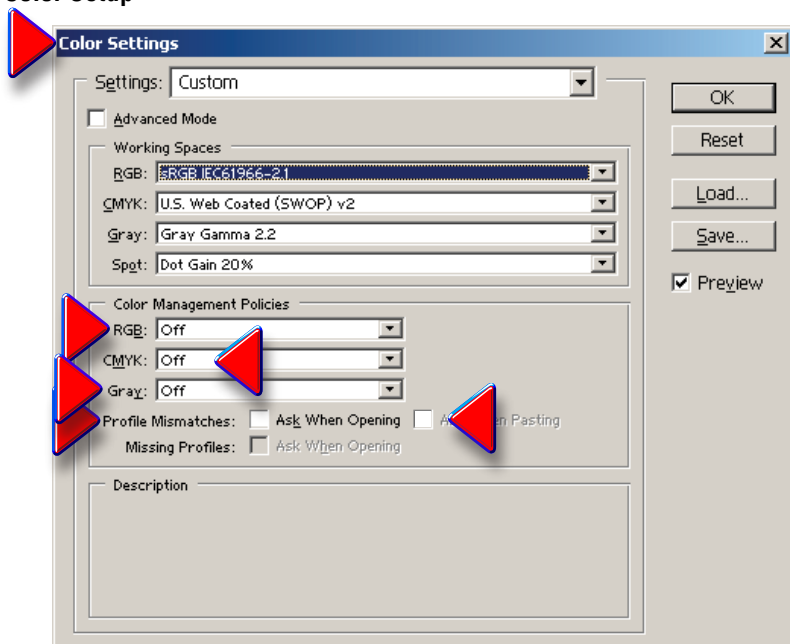 Color Settings
Settings: Custom
OK
Advanced Mode
Reset
Working Spaces
RGB: sRGB IEC61966-2.1
Load...
CMYK: U.S. Web Coated (SWOP) v2
Gray: Gray Gamma 2.2
Save...
Spot: Dot Gain 20%
Preview
Color Management Policies
RGB: Off
CMYK: Off
Gray: Off
Profile Mismatches: Ask When Opening Pasting
Missing Profiles: Ask When Opening
Description